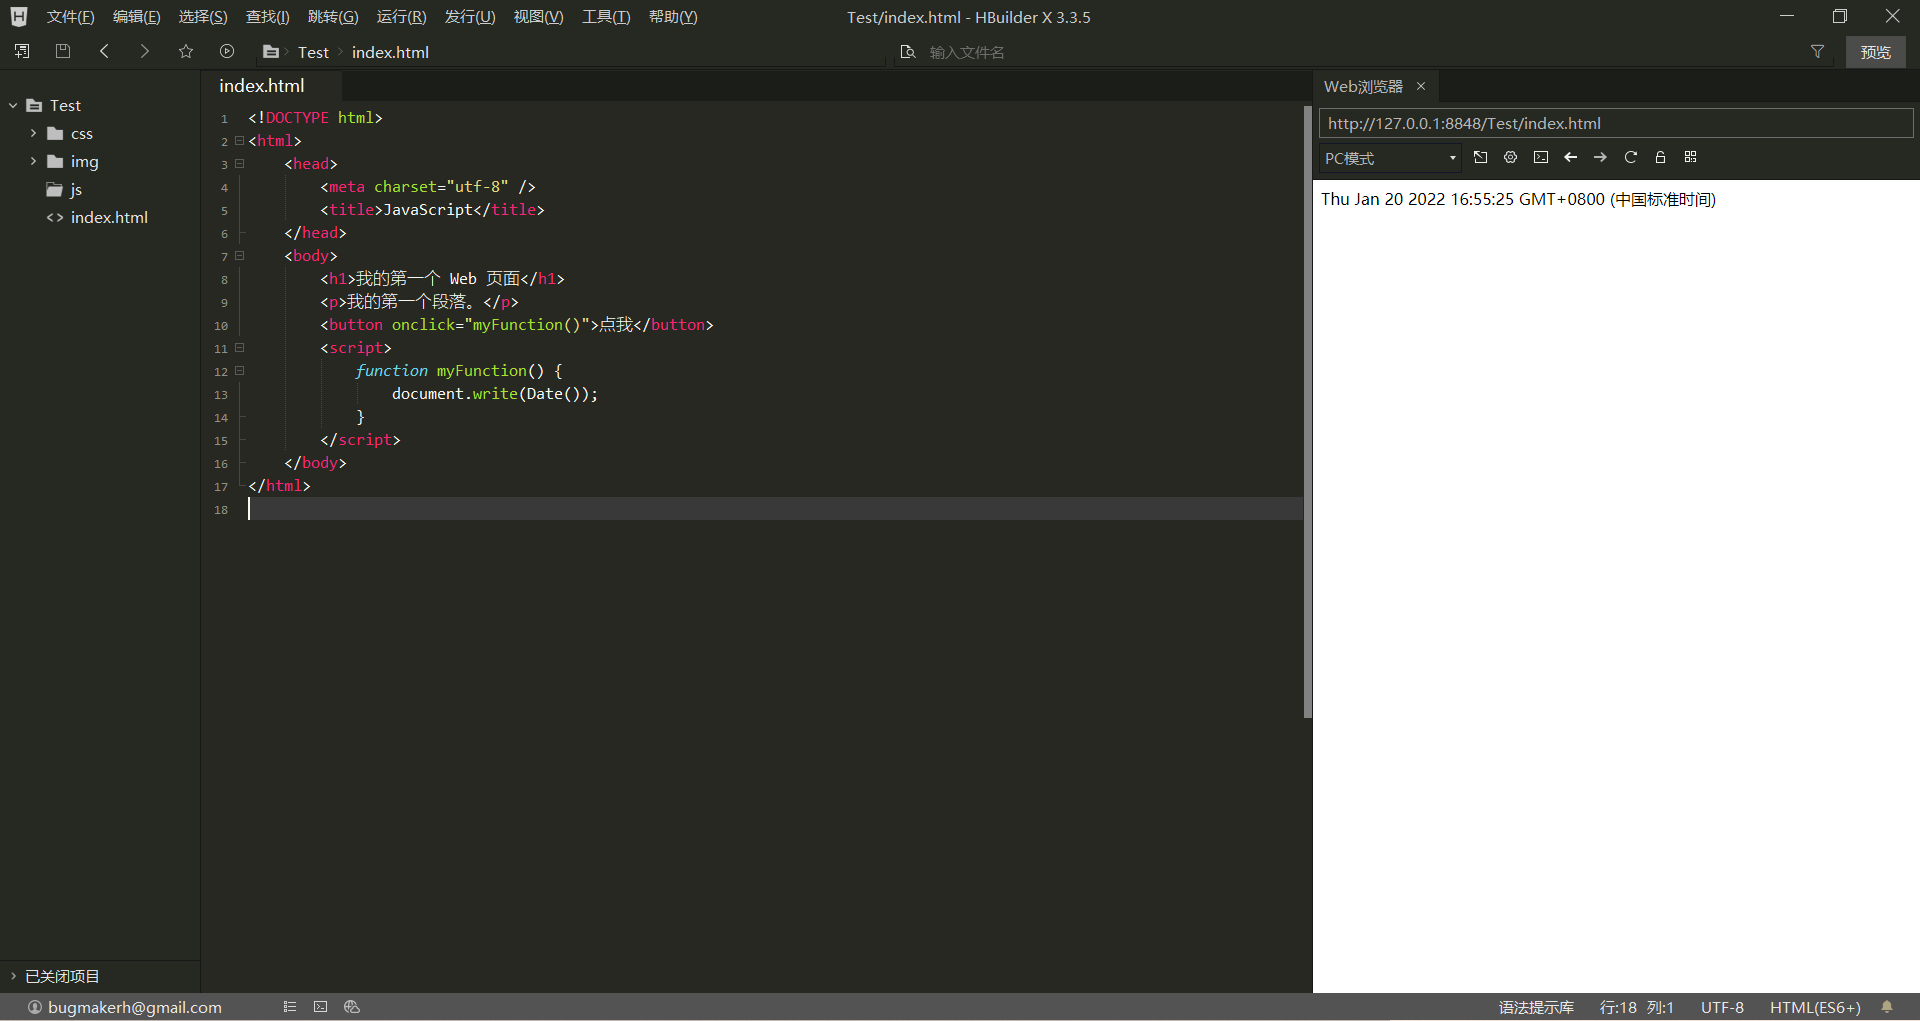 文件(F) 编辑(E) 选择(S) 查找(I) 跳转(G) 运行(R) 发行(U) 视图(V) 工具(T) 帮助(Y) Test/index.html - HBuilder X 3.3.5
Test index.html 输入文件名 预览
Test
css
img
js
index.html
已关闭项目
index.html
1 <!DOCTYPE html>
2 <html>
3 <head>
4 <meta charset="utf-8" />
5 <title>JavaScript</title>
6 </head>
7 <body>
8 <h1>我的第一个 Web 页面</h1>
9 <p>我的第一个段落。</p>
10 <button onclick="myFunction()">点我</button>
11 <script>
12 function myFunction() {
13 document.write(Date());
14 }
15 </script>
16 </body>
17 </html>
18
Web浏览器
http://127.0.0.1:8848/Test/index.html
PC模式
Thu Jan 20 2022 16:55:25 GMT+0800 (中国标准时间)
bugmakerh@gmail.com 语法提示库 行:18 列:1 UTF-8 HTML(ES6+)